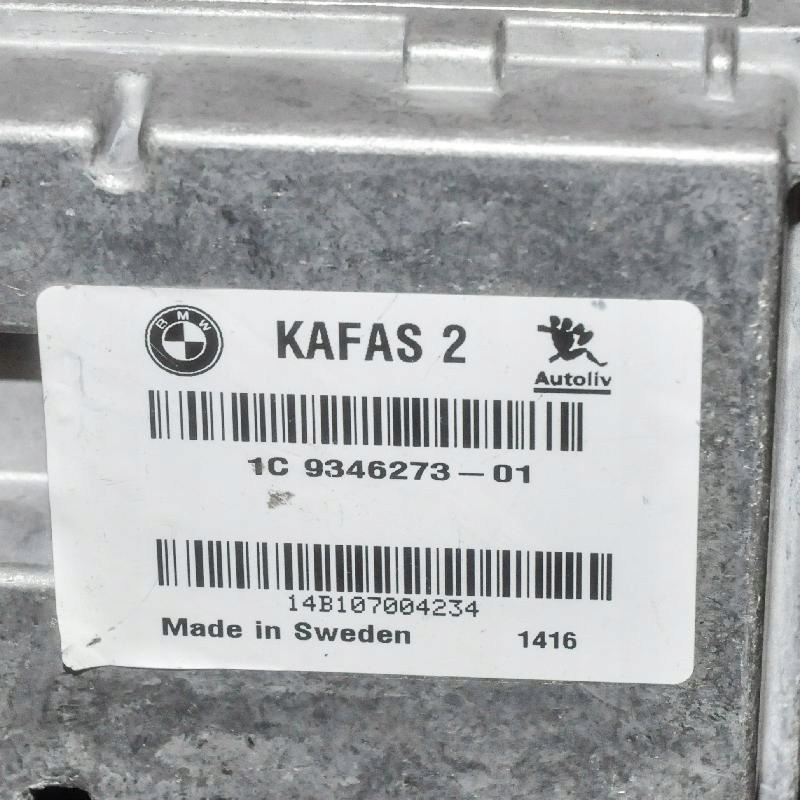 BMW
KAFAS 2
Autoliv
1C 9346273-01
14B107004234
Made in Sweden 1416